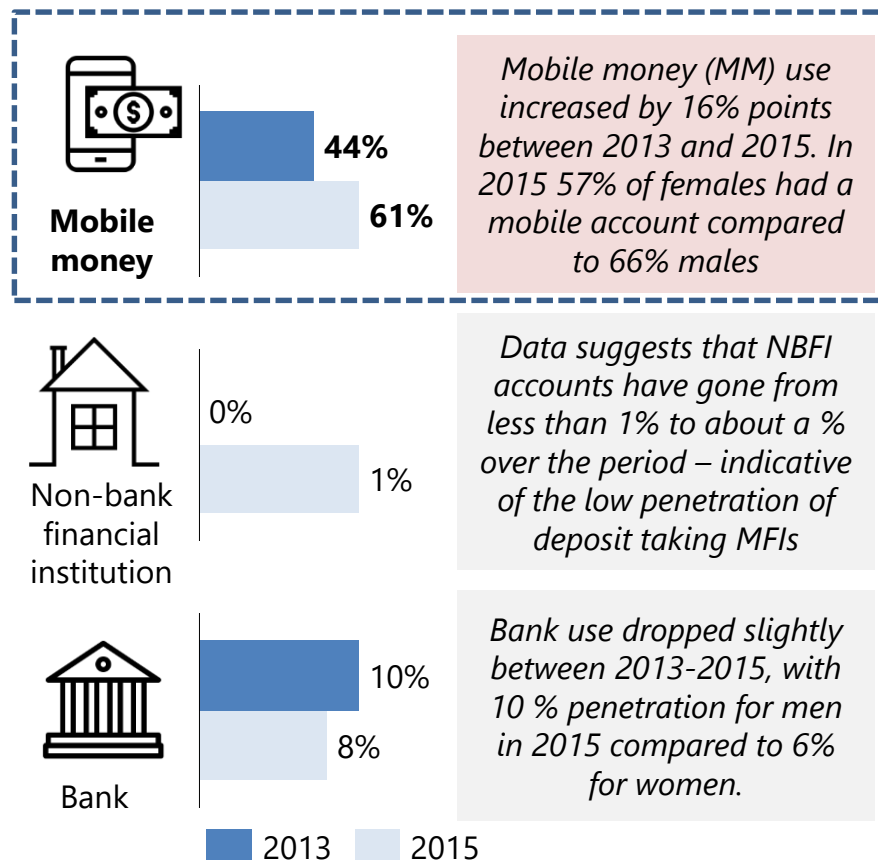 Mobile
money
44%
61%
Mobile money (MM) use
increased by 16% points
between 2013 and 2015. In
2015 57% of females had a
mobile account compared
to 66% males
Non-bank
financial
institution
0%
1%
Data suggests that NBFI
accounts have gone from
less than 1% to about a %
over the period – indicative
of the low penetration of
deposit taking MFIs
Bank
10%
8%
Bank use dropped slightly
between 2013-2015, with
10 % penetration for men
in 2015 compared to 6%
for women.
2013
2015